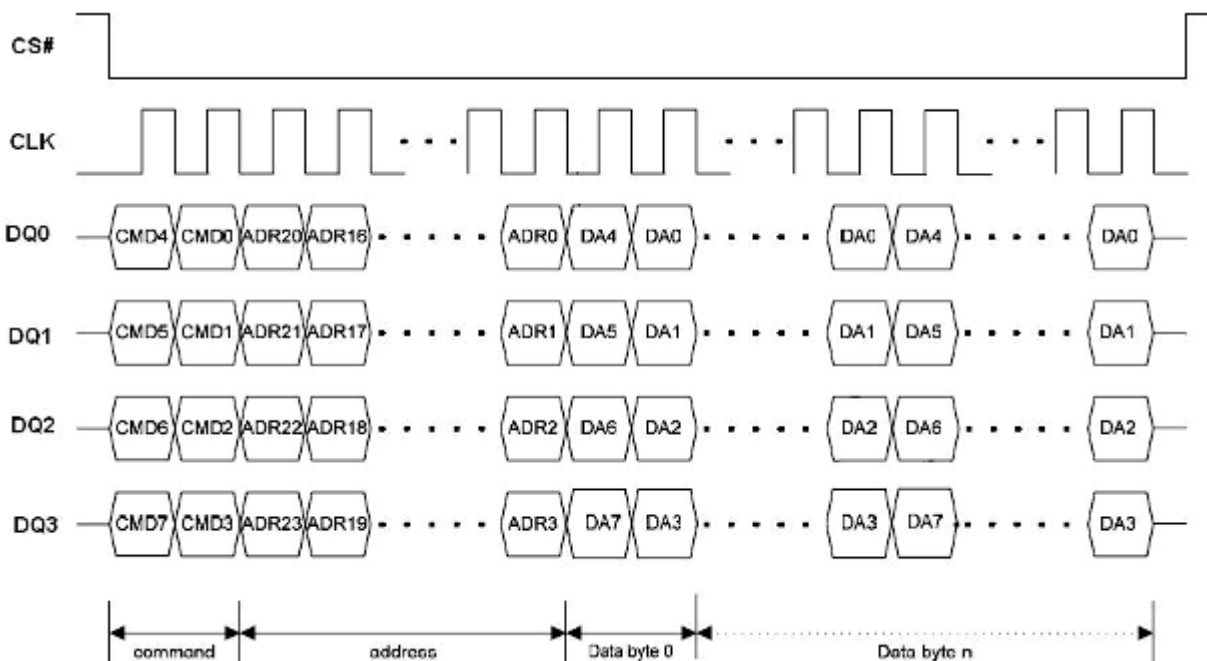 CS#
CLK
DQ0 CMD4 CMD0 ADR20 ADR16 ADR0 DA4 DA0 DA0 DA4 DA0
DQ1 CMD5 CMD1 ADR21 ADR17 ADR1 DA5 DA1 DA1 DA5 DA1
DQ2 CMD6 CMD2 ADR22 ADR18 ADR2 DA6 DA2 DA2 DA6 DA2
DQ3 CMD7 CMD3 ADR23 ADR19 ADR3 DA7 DA3 DA3 DA7 DA3
command address Data byte 0 Data byte n